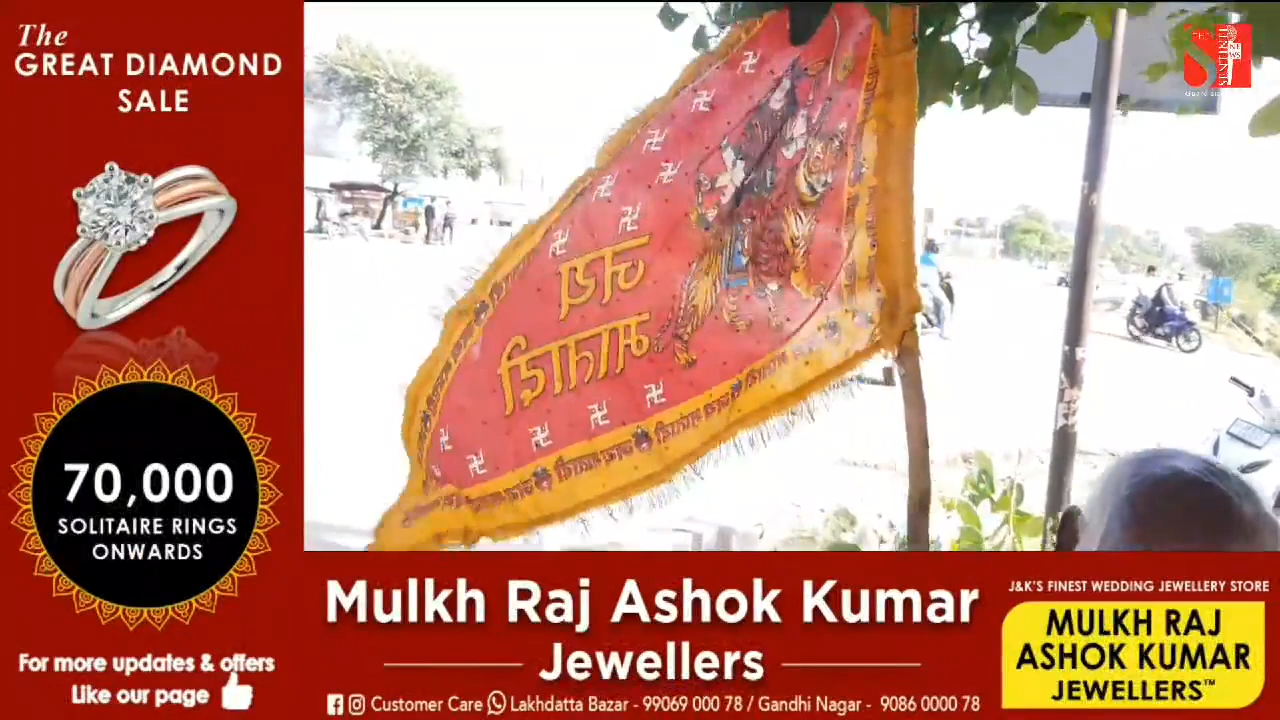 The
GREAT DIAMOND
SALE
70,000
SOLITAIRE RINGS
ONWARDS
For more updates & offers
Like our page
NEWS
जय
माता दी
Mulkh Raj Ashok Kumar
Jewellers
Customer Care Lakhdatta Bazar - 99069 000 78 / Gandhi Nagar - 9086 0000 78
J&K'S FINEST WEDDING JEWELLERY STORE
MULKH RAJ
ASHOK KUMAR
JEWELLERS™